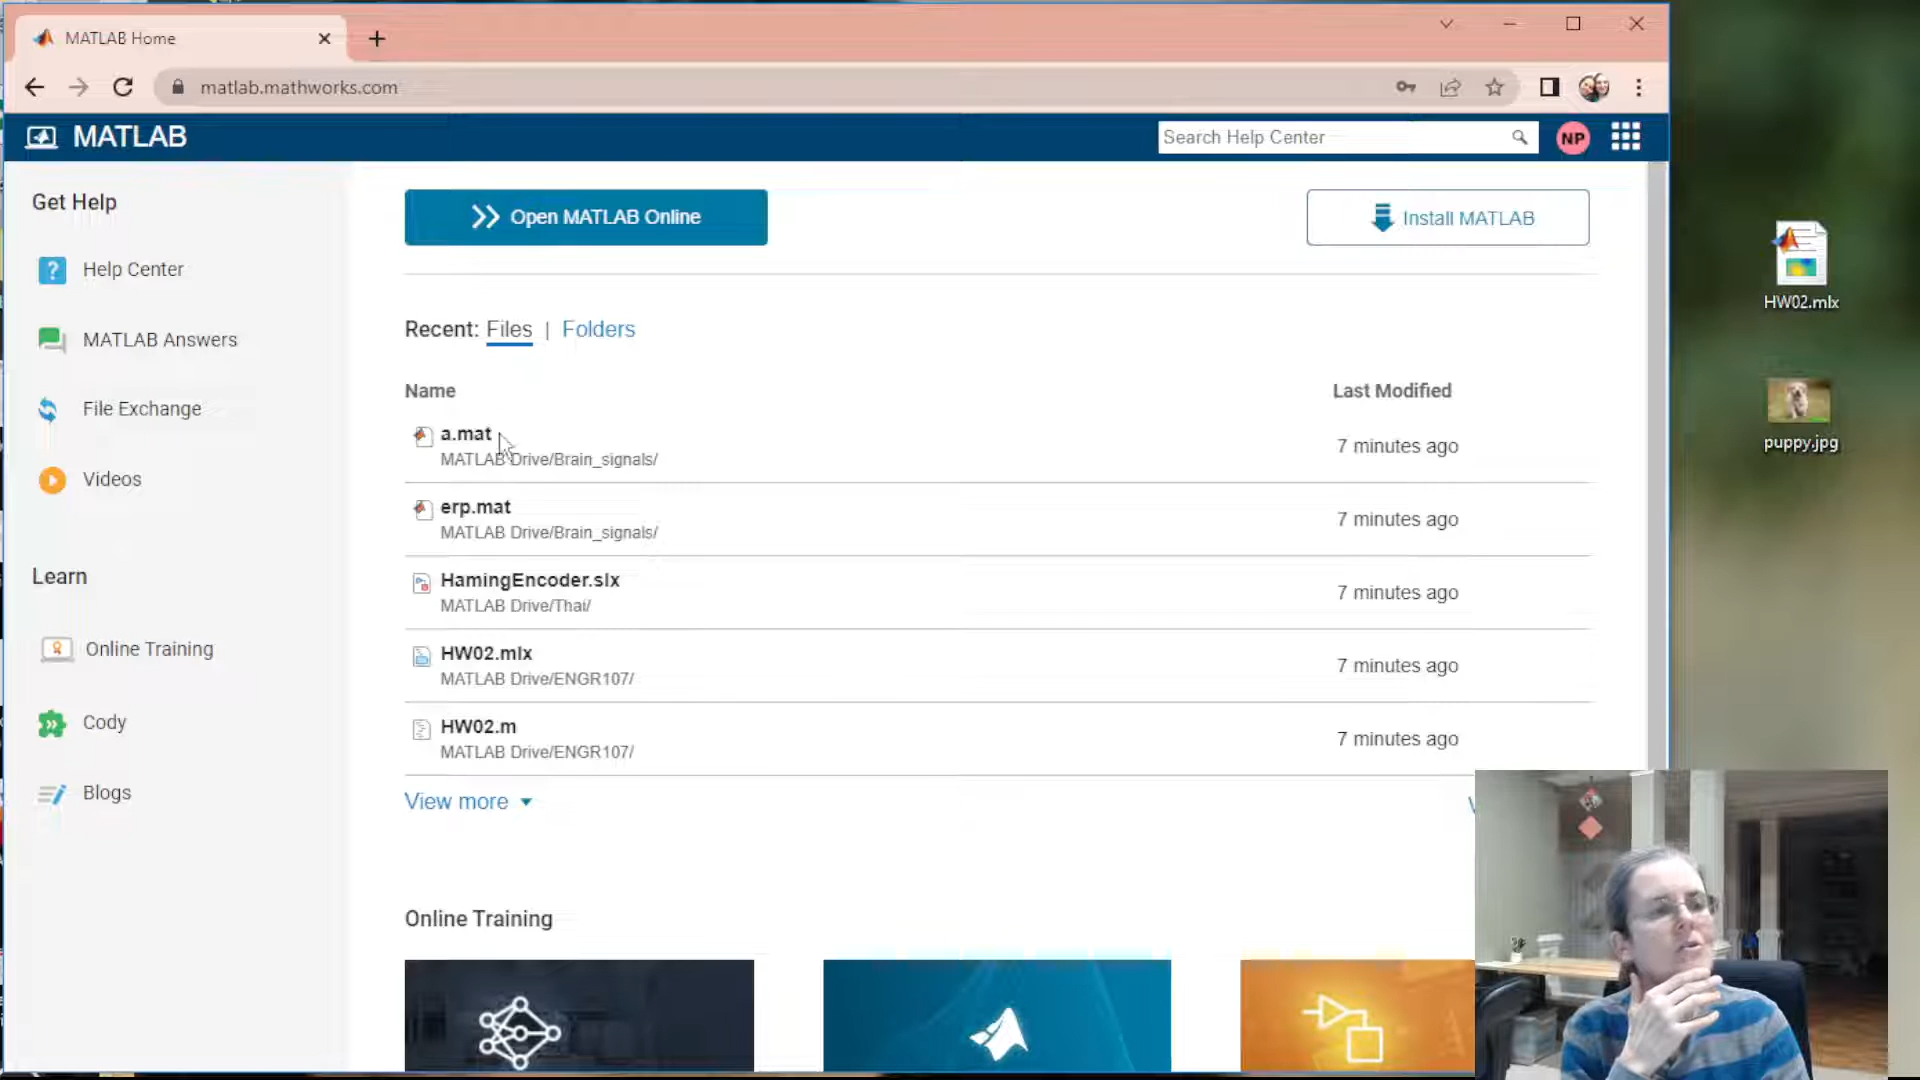 MATLAB Home
matlab.mathworks.com
MATLAB
Search Help Center
NP
Get Help
Help Center
MATLAB Answers
File Exchange
Videos
Learn
Online Training
Cody
Blogs
Open MATLAB Online
Install MATLAB
Recent: Files | Folders
Name Last Modified
a.mat
MATLAB Drive/Brain_signals/
7 minutes ago
erp.mat
MATLAB Drive/Brain_signals/
7 minutes ago
HamingEncoder.slx
MATLAB Drive/Thai/
7 minutes ago
HW02.mlx
MATLAB Drive/ENGR107/
7 minutes ago
HW02.m
MATLAB Drive/ENGR107/
7 minutes ago
View more
Online Training
HW02.mlx
puppy.jpg